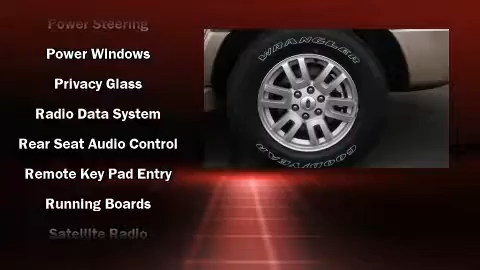 Power Steering
Power Windows
Privacy Glass
Radio Data System
Rear Seat Audio Control
Remote Key Pad Entry
Running Boards
Satellite Radio
WRANGLER
GOODYEAR